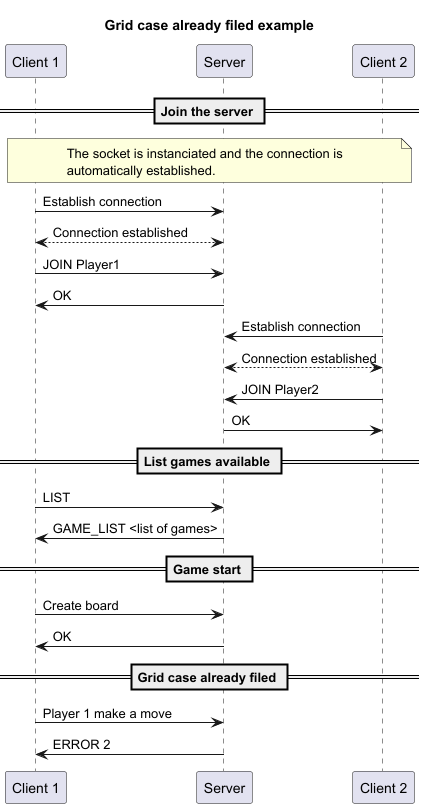 Grid case already filed example
Client 1 Server Client 2
Join the server
The socket is instanciated and the connection is
automatically established.
Establish connection
Connection established
JOIN Player1
OK
Establish connection
Connection established
JOIN Player2
OK
List games available
LIST
GAME_LIST <list of games>
Game start
Create board
OK
Grid case already filed
Player 1 make a move
ERROR 2
Client 1 Server Client 2